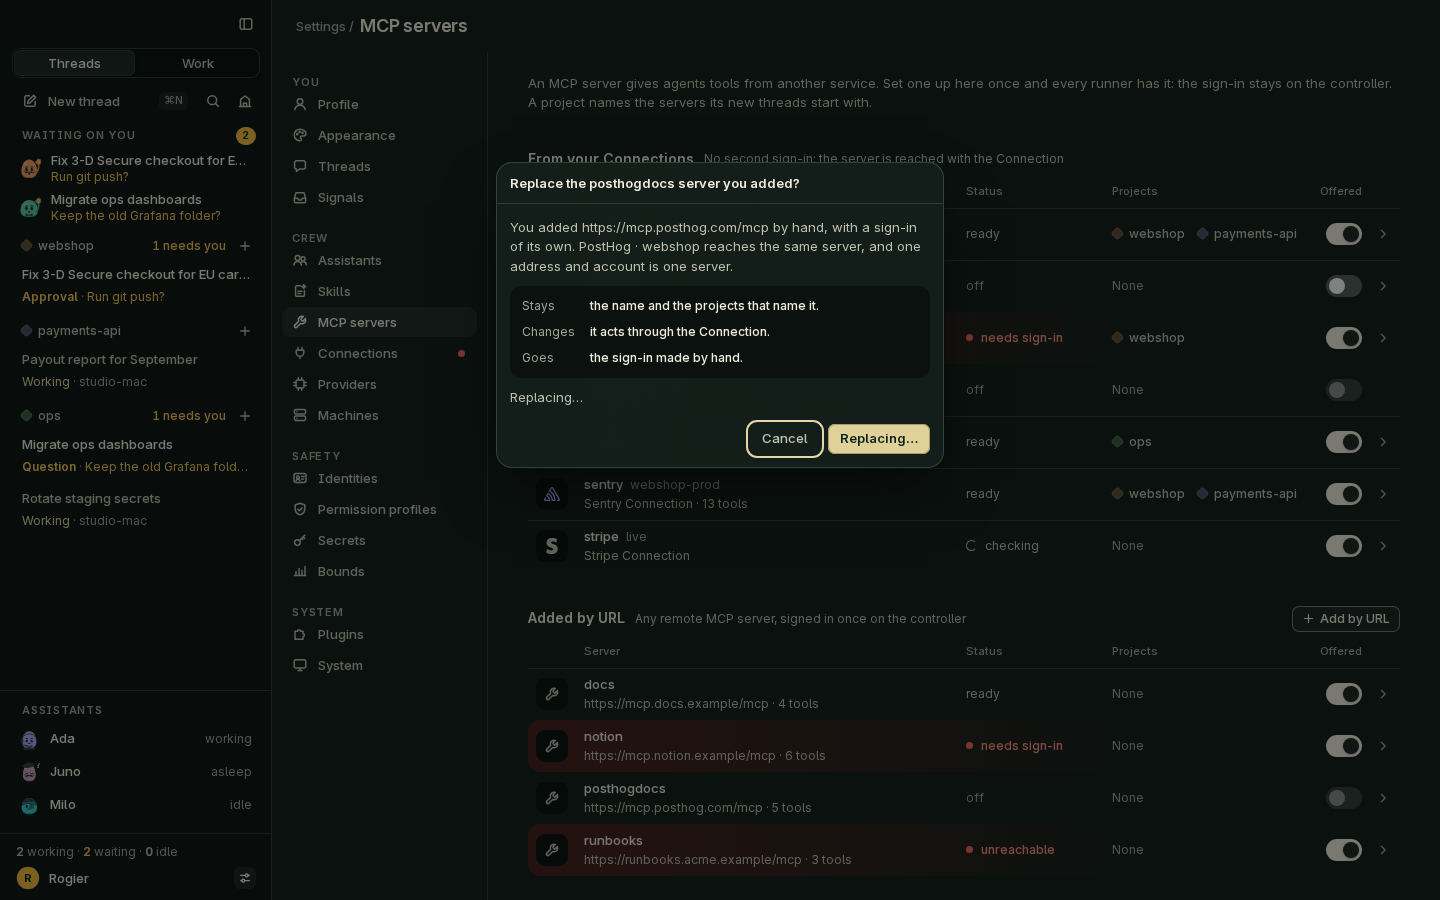 Settings / MCP servers
Threads
Work
New thread
⌘N
WAITING ON YOU
2
Fix 3-D Secure checkout for E…
Run git push?
Migrate ops dashboards
Keep the old Grafana folder?
webshop
1 needs you
Fix 3-D Secure checkout for EU car…
Approval · Run git push?
payments-api
Payout report for September
Working · studio-mac
ops
1 needs you
Migrate ops dashboards
Question · Keep the old Grafana fold…
Rotate staging secrets
Working · studio-mac
ASSISTANTS
Ada
working
Juno
asleep
Milo
idle
2 working · 2 waiting · 0 idle
R
Rogier
YOU
Profile
Appearance
Threads
Signals
CREW
Assistants
Skills
MCP servers
Connections
Providers
Machines
SAFETY
Identities
Permission profiles
Secrets
Bounds
SYSTEM
Plugins
System
An MCP server gives agents tools from another service. Set one up here once and every runner has it: the sign-in stays on the controller.
A project names the servers its new threads start with.
From your Connections No second sign-in: the server is reached with the Connection
Status
Projects
Offered
ready
webshop
payments-api
off
None
needs sign-in
webshop
off
None
ready
ops
sentry webshop-prod
Sentry Connection · 13 tools
ready
webshop
payments-api
stripe live
Stripe Connection
checking
None
Replace the posthogdocs server you added?
You added https://mcp.posthog.com/mcp by hand, with a sign-in
of its own. PostHog · webshop reaches the same server, and one
address and account is one server.
Stays
the name and the projects that name it.
Changes
it acts through the Connection.
Goes
the sign-in made by hand.
Replacing…
Cancel
Replacing…
Added by URL Any remote MCP server, signed in once on the controller
Add by URL
Server
Status
Projects
Offered
docs
https://mcp.docs.example/mcp · 4 tools
ready
None
notion
https://mcp.notion.example/mcp · 6 tools
needs sign-in
None
posthogdocs
https://mcp.posthog.com/mcp · 5 tools
off
None
runbooks
https://runbooks.acme.example/mcp · 3 tools
unreachable
None